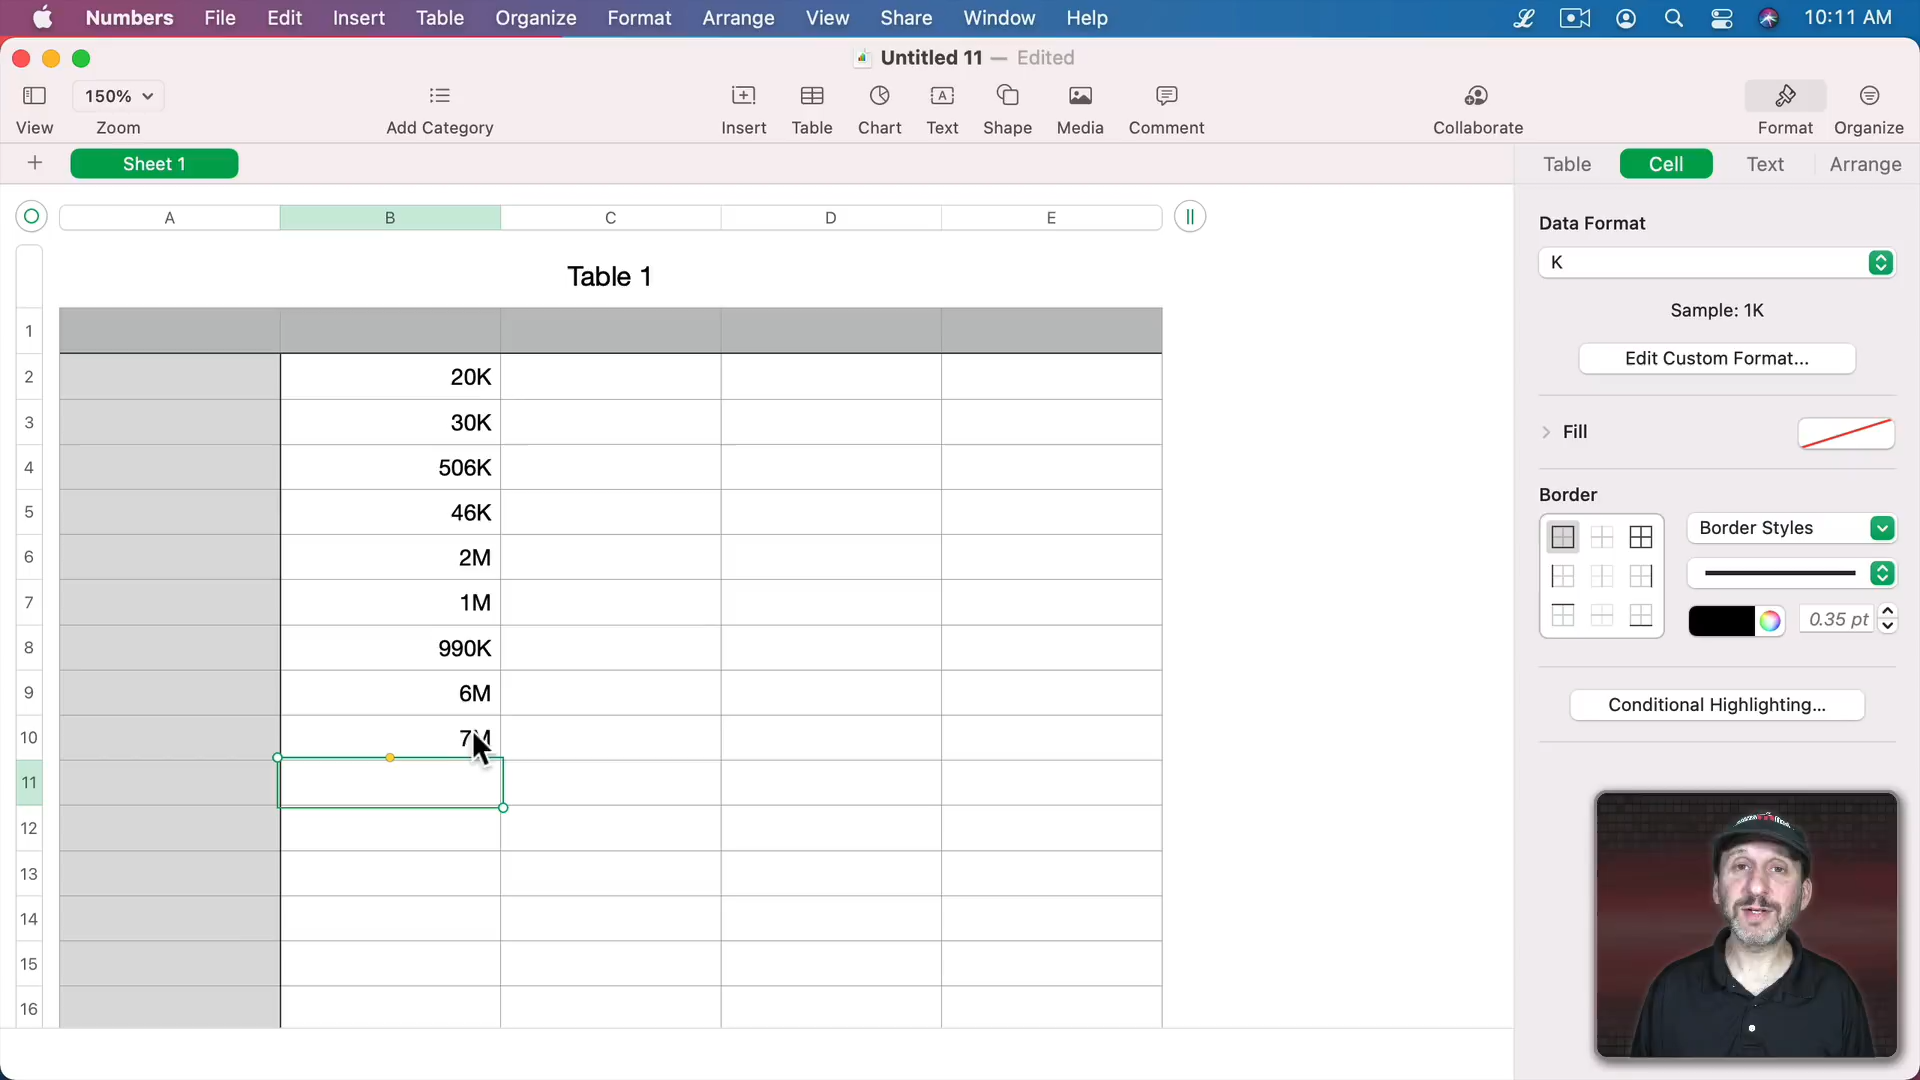 Numbers File Edit Insert Table Organize Format Arrange View Share Window Help 10:11 AM
Untitled 11 — Edited
150%
View Zoom Add Category Insert Table Chart Text Shape Media Comment Collaborate Format Organize
Sheet 1
Table Cell Text Arrange
A B C D E
Table 1
1
2 20K
3 30K
4 506K
5 46K
6 2M
7 1M
8 990K
9 6M
10 7M
11
12
13
14
15
16
Data Format
K
Sample: 1K
Edit Custom Format...
Fill
Border
Border Styles
0.35 pt
Conditional Highlighting...